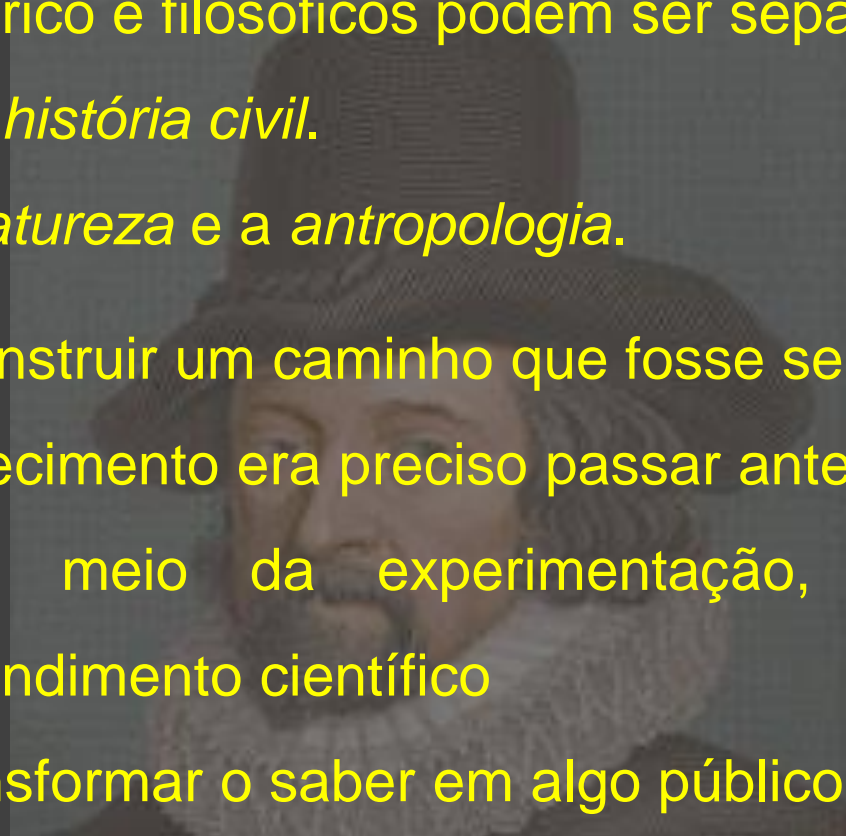 rico e filosóficos podem ser sepa
história civil.
atureza e a antropologia.
nstruir um caminho que fosse se
ecimento era preciso passar ante
meio da experimentação,
ndimento científico
nsformar o saber em algo público